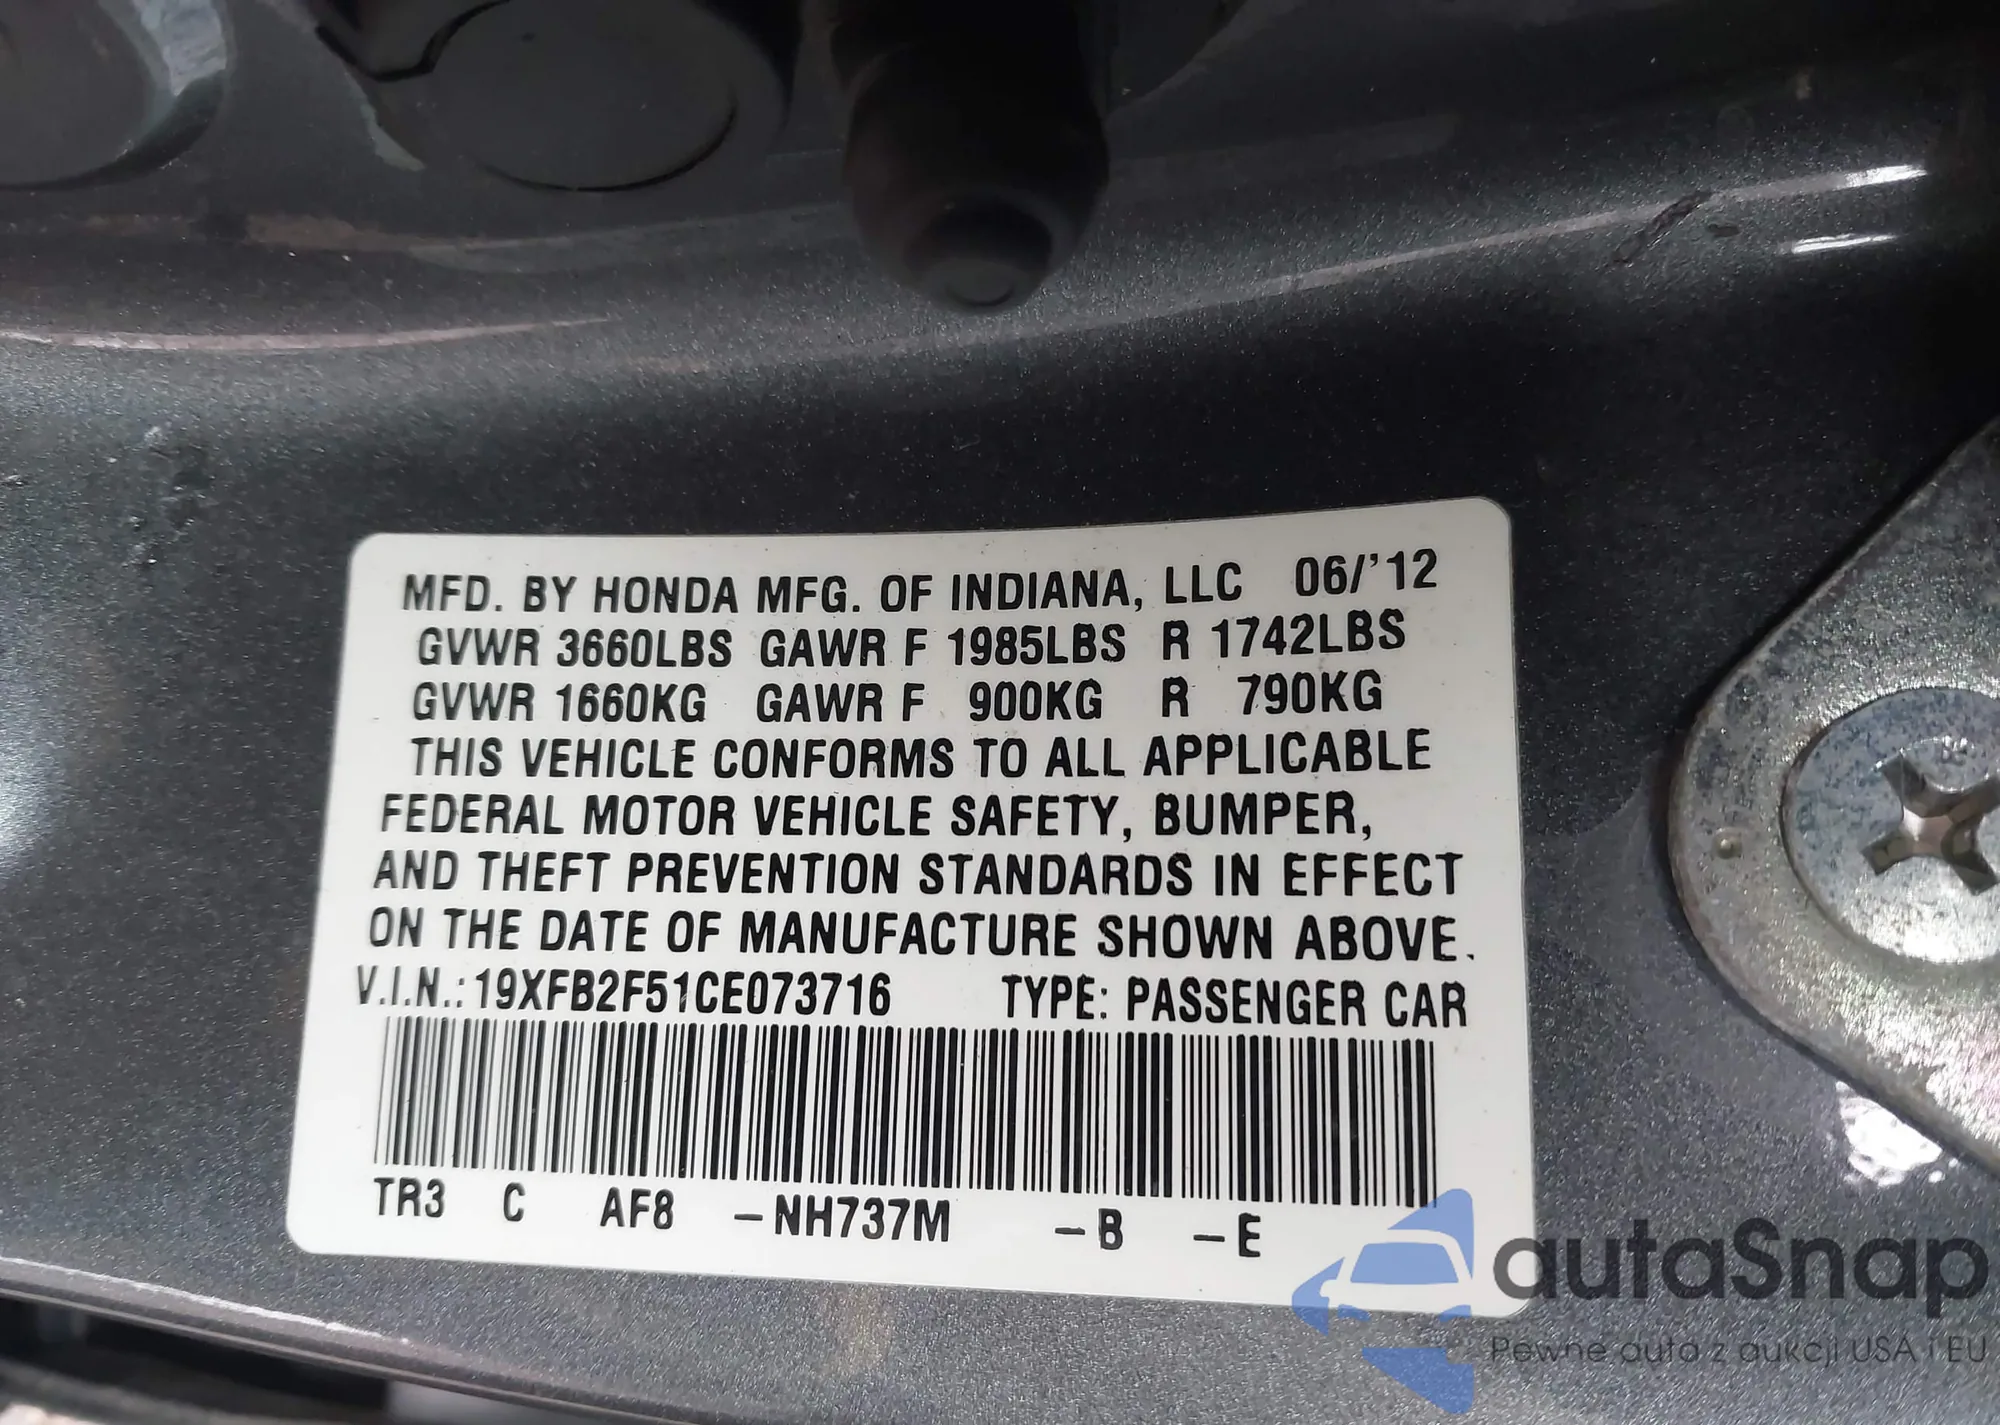 MFD. BY HONDA MFG. OF INDIANA, LLC 06/'12
GVWR 3660LBS GAWR F 1985LBS R 1742LBS
GVWR 1660KG GAWR F 900KG R 790KG
THIS VEHICLE CONFORMS TO ALL APPLICABLE
FEDERAL MOTOR VEHICLE SAFETY, BUMPER,
AND THEFT PREVENTION STANDARDS IN EFFECT
ON THE DATE OF MANUFACTURE SHOWN ABOVE.
V.I.N.: 19XFB2F51CE073716 TYPE: PASSENGER CAR
TR3 C AF8 -NH737M -B -E
autaSnap
Pewne auta z aukcji USA i EU